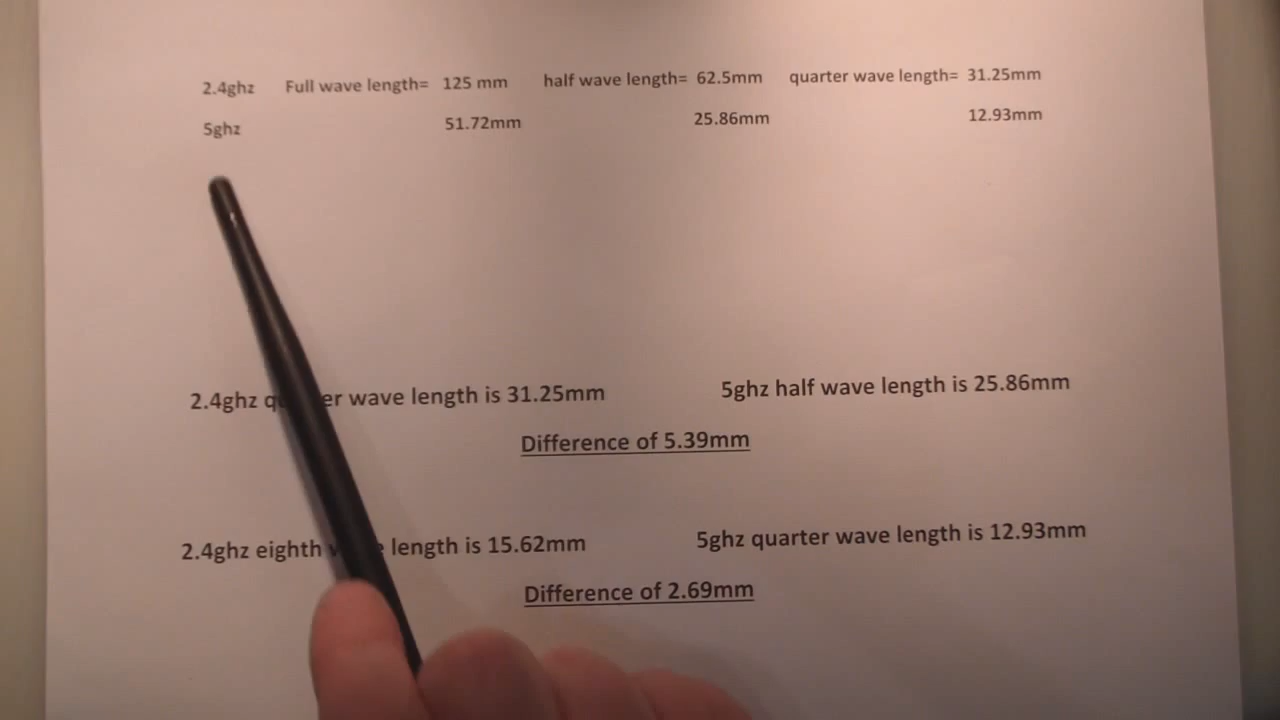 2.4ghz Full wave length= 125 mm half wave length= 62.5mm quarter wave length= 31.25mm
5ghz 51.72mm 25.86mm 12.93mm
2.4ghz wave length is 31.25mm 5ghz half wave length is 25.86mm
Difference of 5.39mm
2.4ghz eighth length is 15.62mm 5ghz quarter wave length is 12.93mm
Difference of 2.69mm